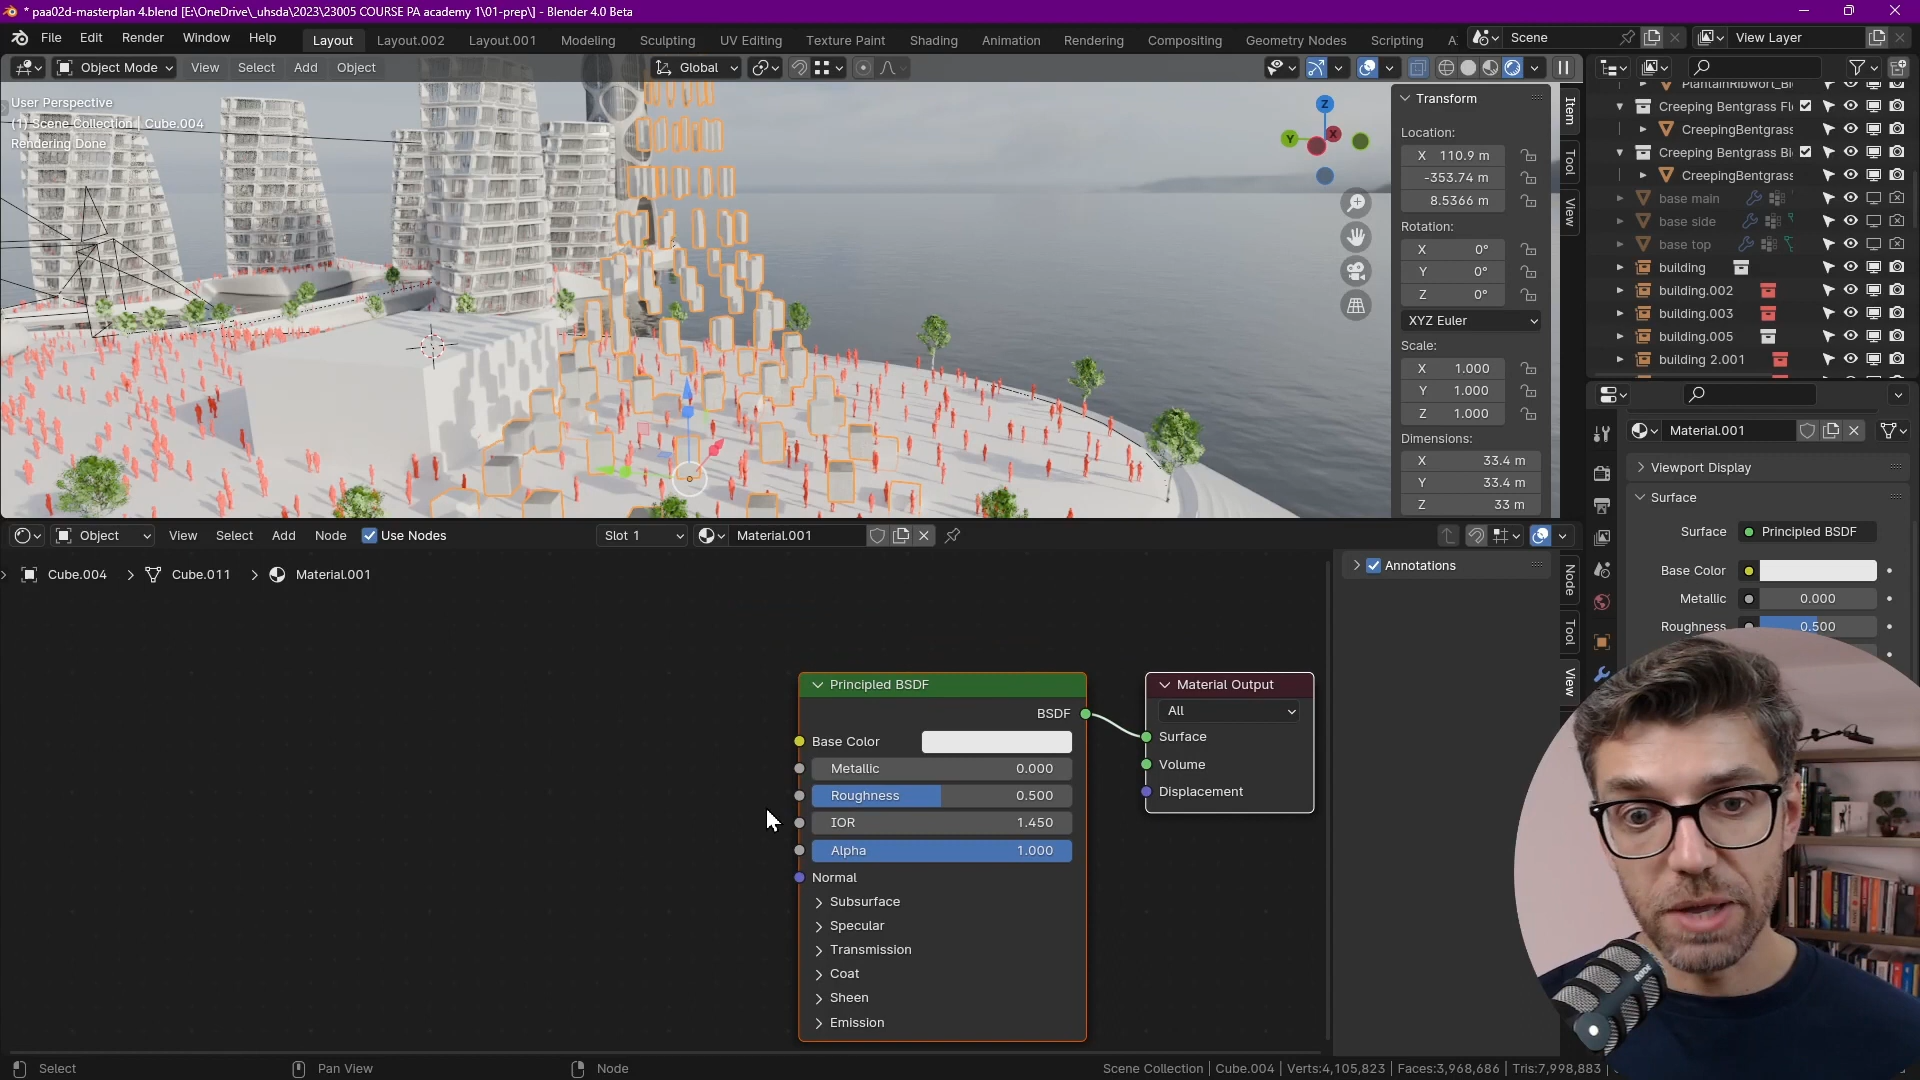 * paa02d-masterplan 4.blend [E:\OneDrive\_uhsda\2023\23005 COURSE PA academy 1\01-prep\] - Blender 4.0 Beta
File Edit Render Window Help Layout Layout.002 Layout.001 Modeling Sculpting UV Editing Texture Paint Shading Animation Rendering Compositing Geometry Nodes Scripting Scene View Layer
Object Mode View Select Add Object Global
User Perspective
(1) Scene Collection | Cube.004
Rendering Done
Z
Y
X
Transform
Location:
X 110.9 m
-353.74 m
8.5366 m
Rotation:
X 0°
Y 0°
Z 0°
XYZ Euler
Scale:
X 1.000
Y 1.000
Z 1.000
Dimensions:
X 33.4 m
Y 33.4 m
Z 33 m
Item
Tool
View
Creeping Bentgrass Fl
CreepingBentgrass
Creeping Bentgrass Bl
CreepingBentgrass
base main
base side
base top
building
building.002
building.003
building.005
building 2.001
Material.001
Viewport Display
Surface
Surface Principled BSDF
Base Color
Metallic 0.000
Roughness 0.500
Object View Select Add Node Use Nodes Slot 1 Material.001
Cube.004 > Cube.011 > Material.001
Annotations
Node
Tool
View
Principled BSDF
BSDF
Base Color
Metallic 0.000
Roughness 0.500
IOR 1.450
Alpha 1.000
Normal
Subsurface
Specular
Transmission
Coat
Sheen
Emission
Material Output
All
Surface
Volume
Displacement
RØDE
Select Pan View Node Scene Collection | Cube.004 | Verts:4,105,823 | Faces:3,968,686 | Tris:7,998,883 |